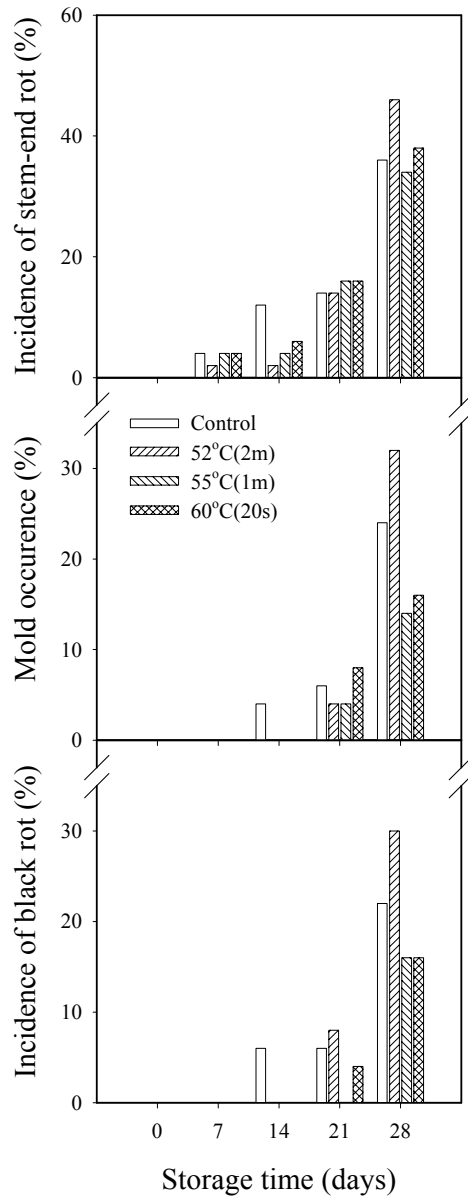 Incidence of stem-end rot (%)
60
40
20
0
Mold occurence (%)
30
20
10
0
Control
52°C(2m)
55°C(1m)
60°C(20s)
Incidence of black rot (%)
30
20
10
0
0 7 14 21 28
Storage time (days)